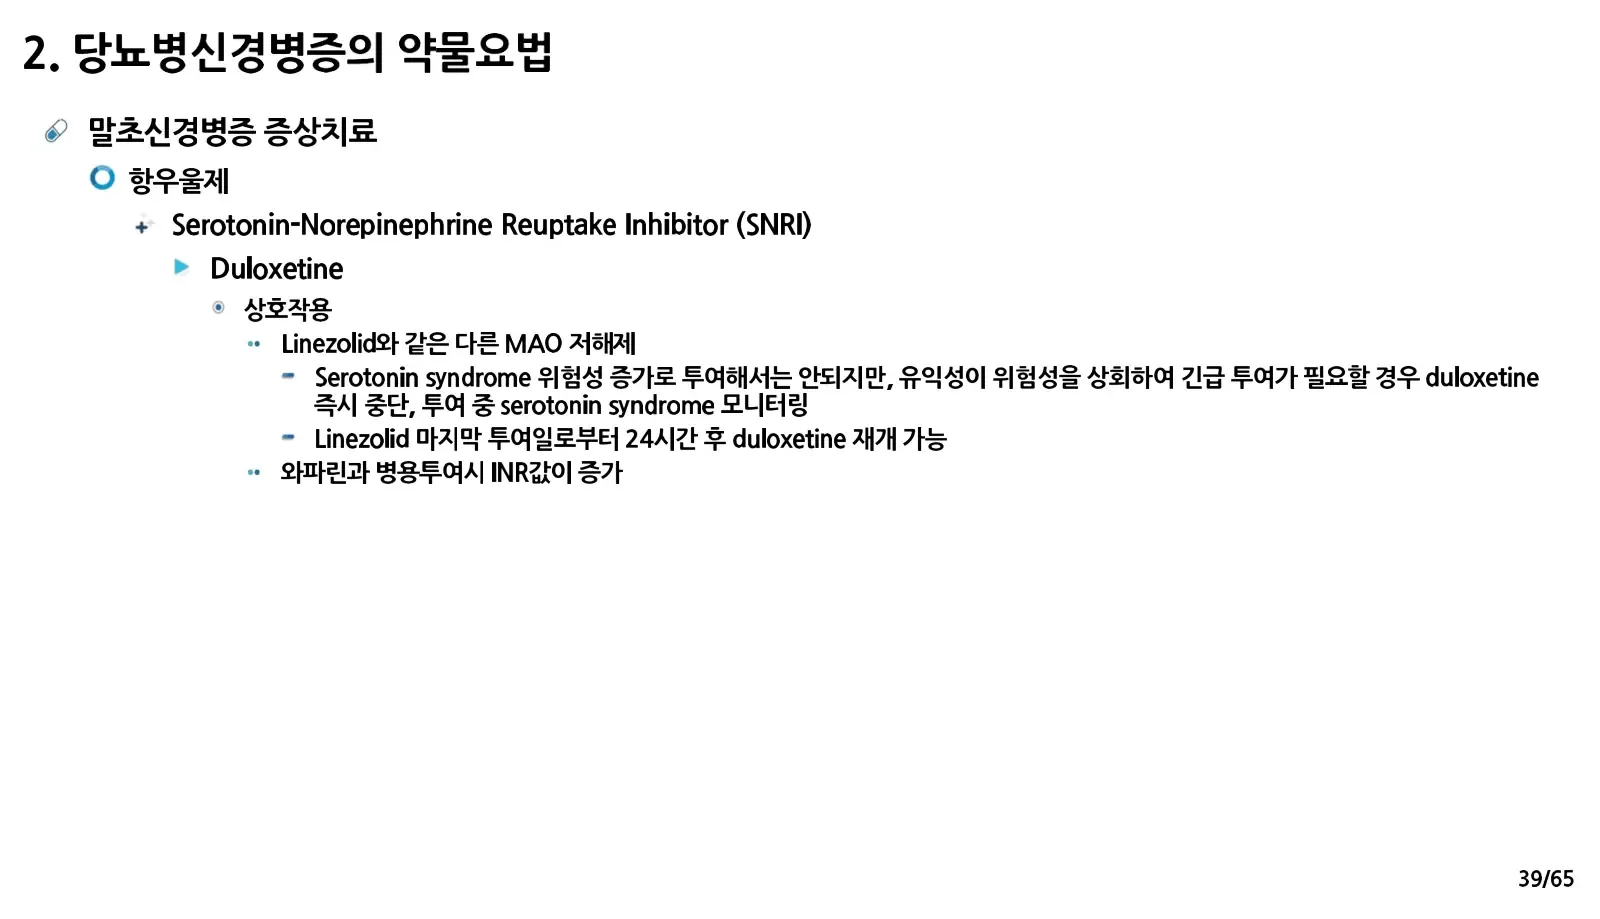 2. 당뇨병신경병증의 약물요법
말초신경병증 증상치료
항우울제
Serotonin-Norepinephrine Reuptake Inhibitor (SNRI)
Duloxetine
상호작용
Linezolid와 같은 다른 MAO 저해제
Serotonin syndrome 위험성 증가로 투여해서는 안되지만, 유익성이 위험성을 상회하여 긴급 투여가 필요할 경우 duloxetine
즉시 중단, 투여 중 serotonin syndrome 모니터링
Linezolid 마지막 투여일로부터 24시간 후 duloxetine 재개 가능
와파린과 병용투여시 INR값이 증가
39/65